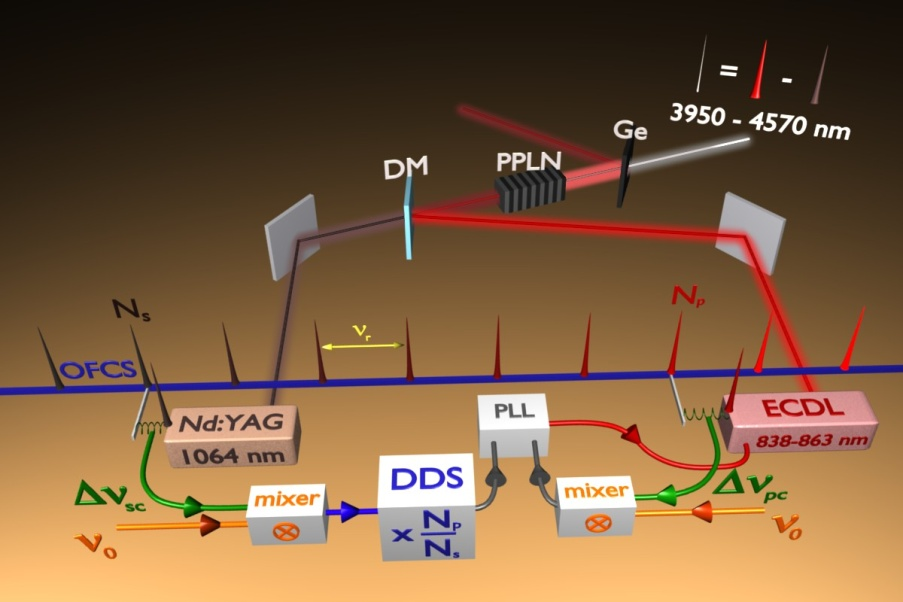 = -
3950 - 4570 nm
Ge
PPLN
DM
Ns
Np
νr
OFCS
Nd:YAG
1064 nm
PLL
ECDL
838-863 nm
Δνsc
mixer
⊗
ν0
DDS
x Np/Ns
mixer
⊗
Δνpc
ν0